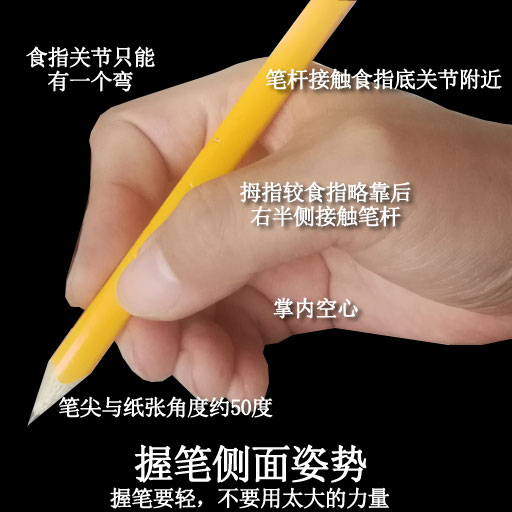 食指关节只能
有一个弯
笔杆接触食指底关节附近
拇指较食指略靠后
右半侧接触笔杆
掌内空心
笔尖与纸张角度约50度
握笔侧面姿势
握笔要轻，不要用太大的力量